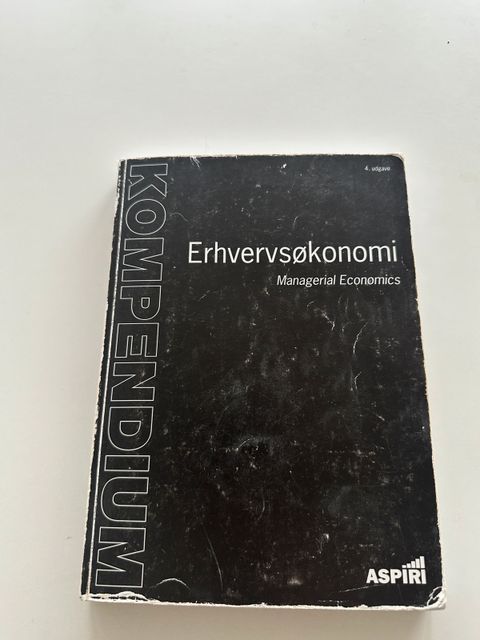 4. udgave
KOMPENDIUM
Erhvervsøkonomi
Managerial Economics
ASPIRI